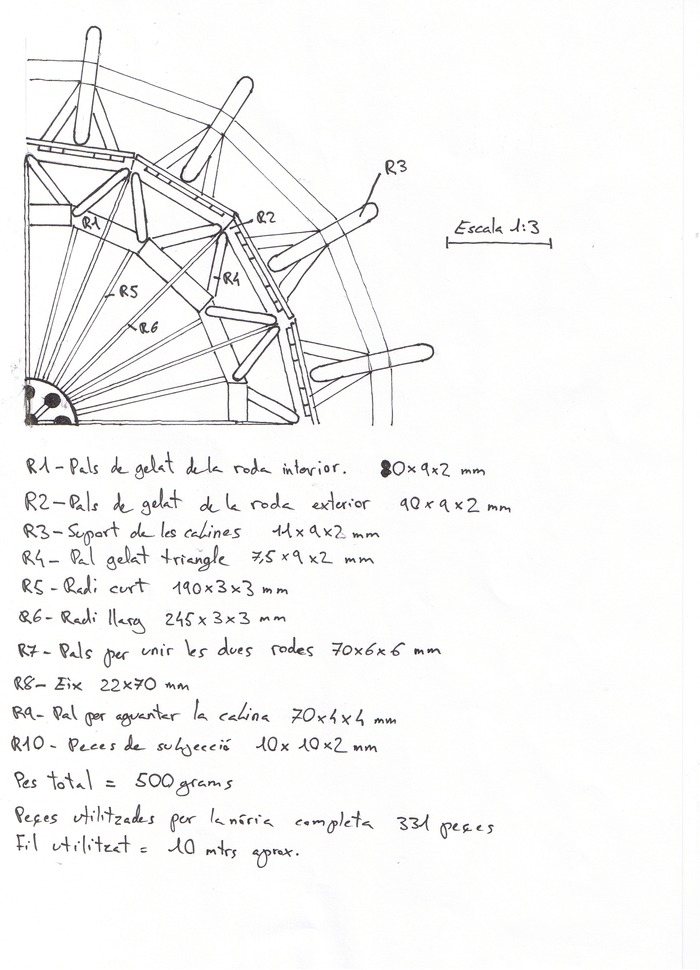 R3
Escala 1:3
R2
R1
R4
R5
R6
R1-Pals de gelat de la roda interior. 80x9x2 mm
R2-Pals de gelat de la roda exterior 90x9x2 mm
R3-Suport de les cabines 11x9x2 mm
R4- Pal gelat triangle 7,5x9x2 mm
R5- Radi curt 190x3x3 mm
R6- Radi llarg 245x3x3 mm
R7- Pals per unir les dues rodes 70x6x6 mm
R8- Eix 22x70 mm
R9- Pal per aguantar la cabina 70x4x4 mm
R10- Peces de subjecció 10x10x2 mm
Pes total = 500 grams
Peçes utilitzades per la nória completa 331 peçes
Fil utilitzat = 10 mtrs aprox.